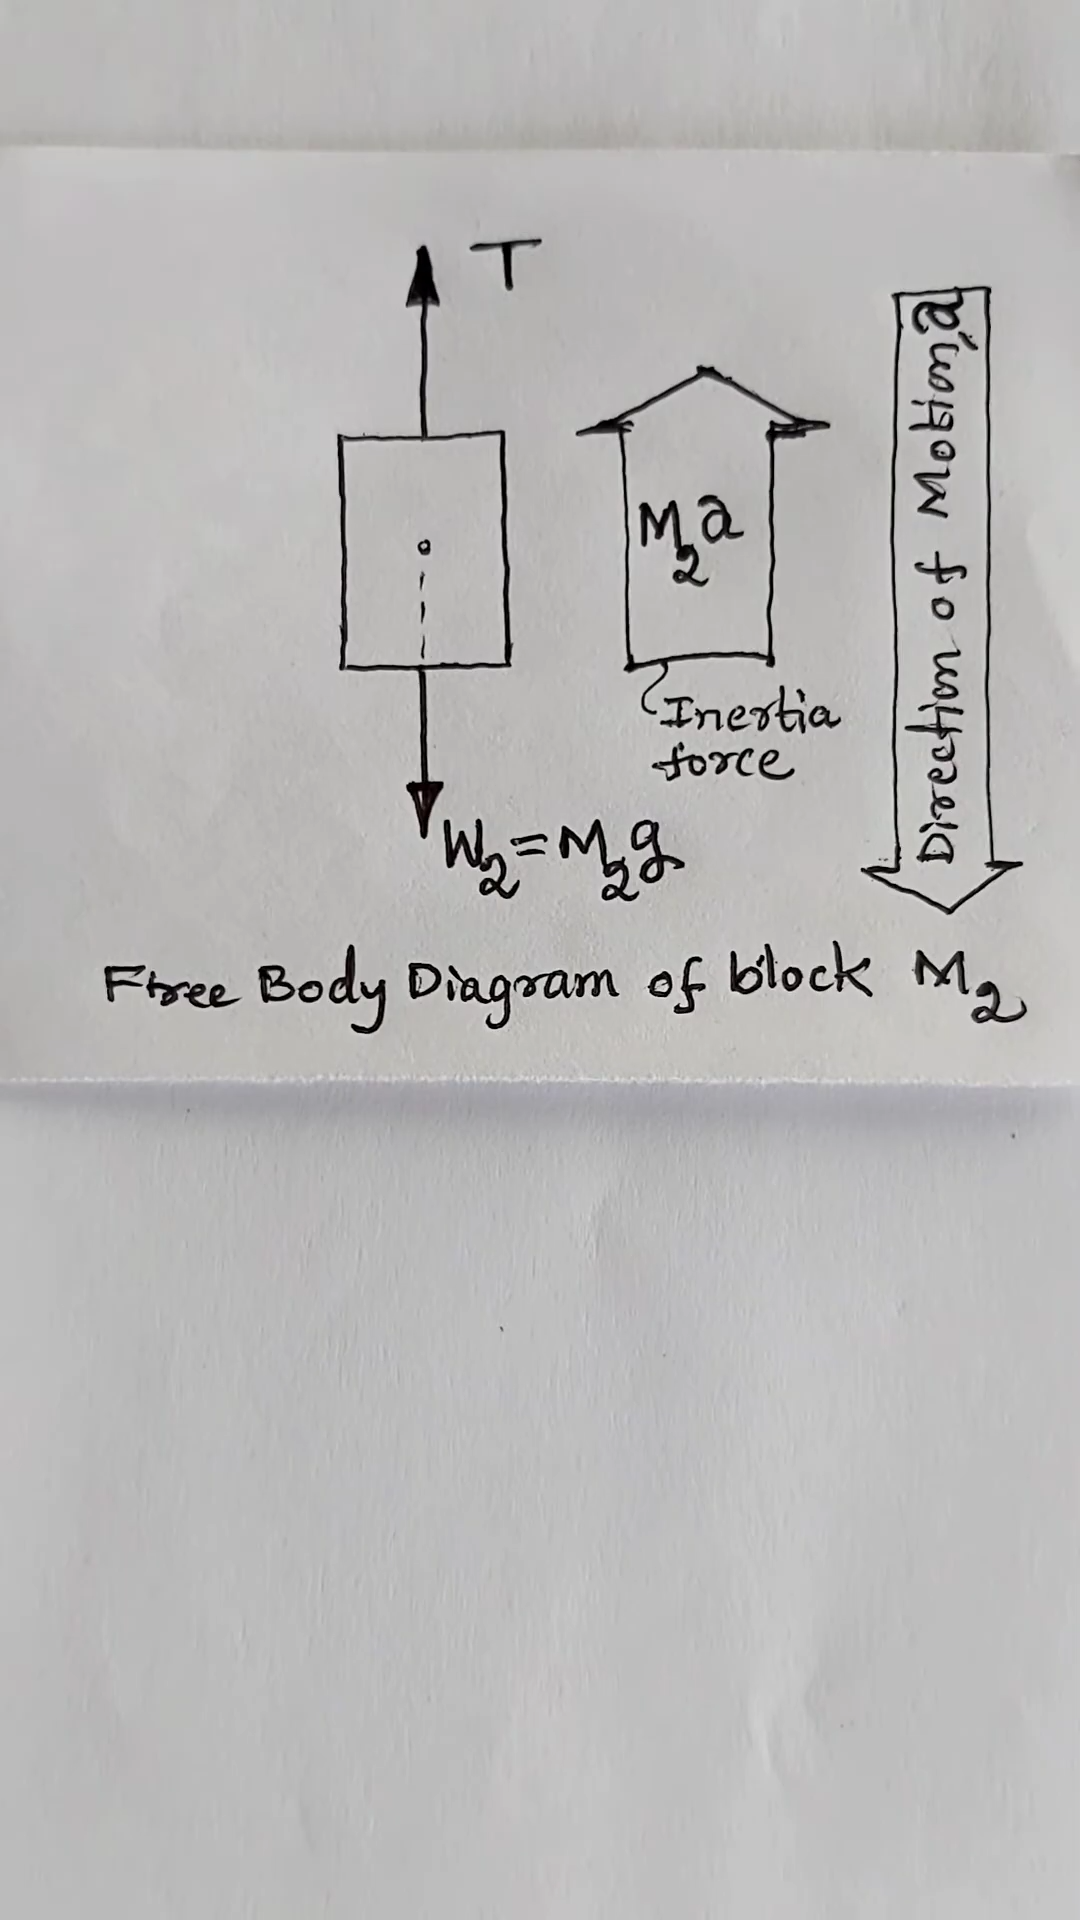 T
M₂a
Inertia
force
W₂=M₂g
Direction of Motion,a
Free Body Diagram of block M₂